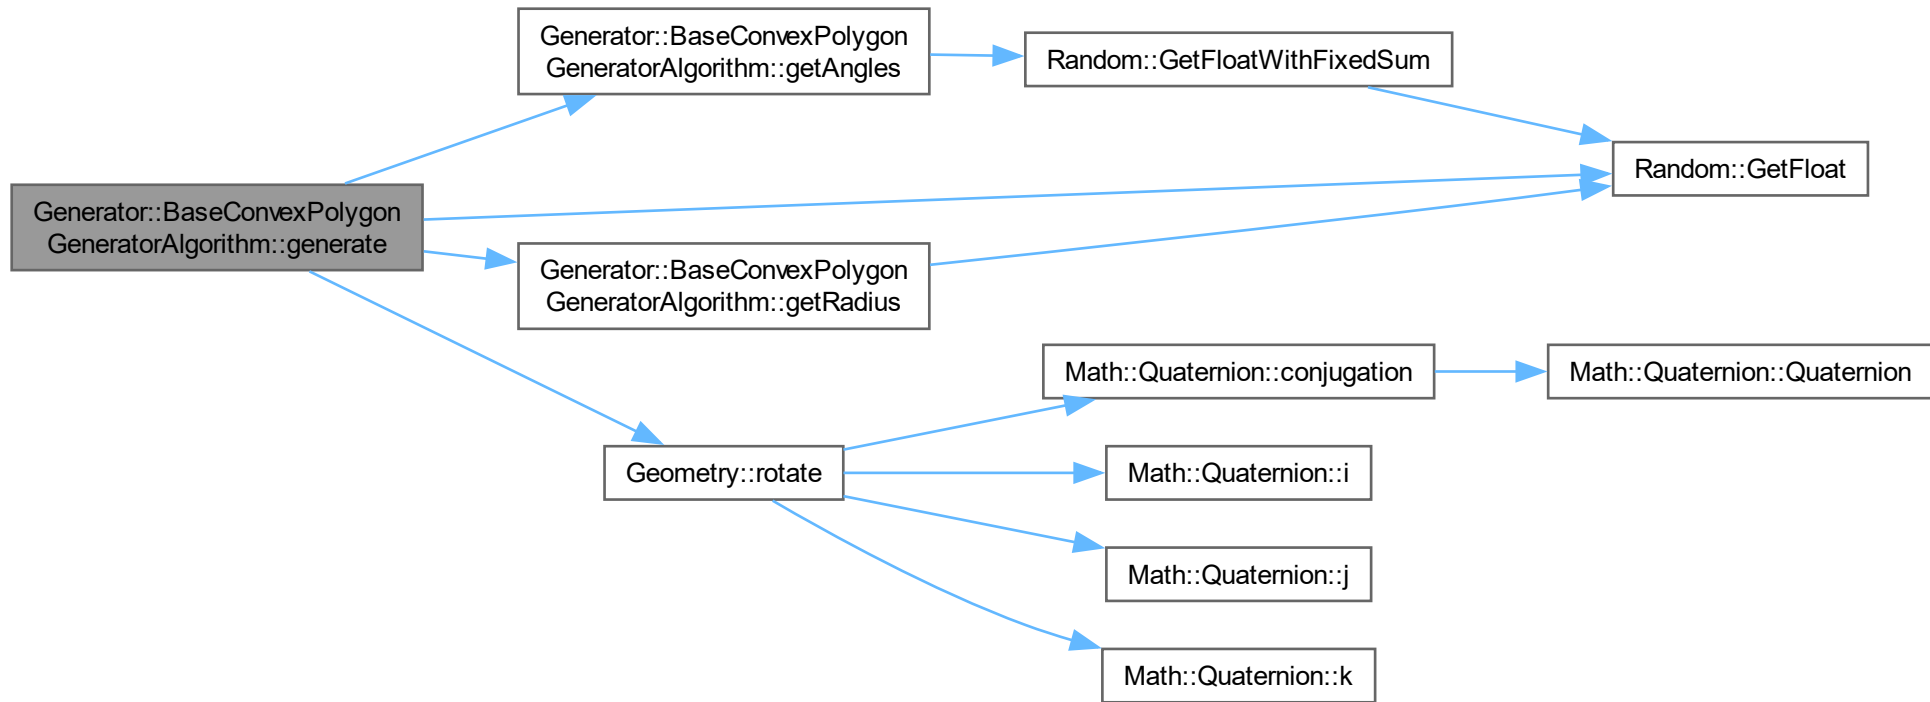 Generator::BaseConvexPolygon
GeneratorAlgorithm::generate
Generator::BaseConvexPolygon
GeneratorAlgorithm::getAngles
Random::GetFloatWithFixedSum
Random::GetFloat
Generator::BaseConvexPolygon
GeneratorAlgorithm::getRadius
Geometry::rotate
Math::Quaternion::conjugation
Math::Quaternion::Quaternion
Math::Quaternion::i
Math::Quaternion::j
Math::Quaternion::k